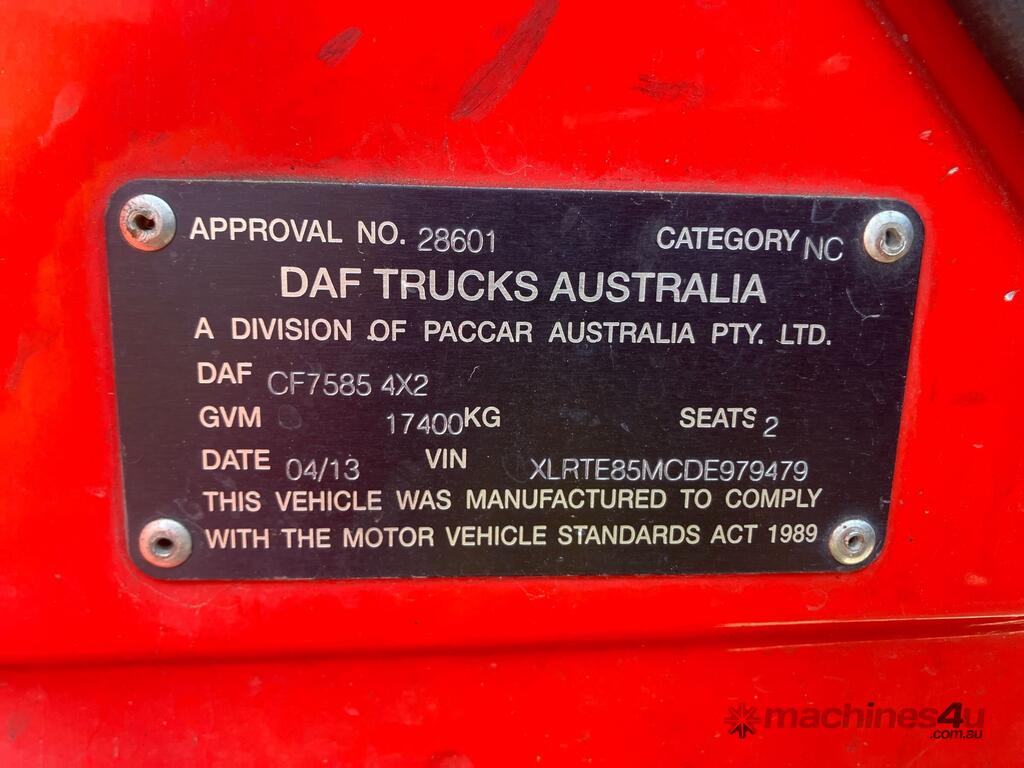 APPROVAL NO. 28601 CATEGORY NC
DAF TRUCKS AUSTRALIA
A DIVISION OF PACCAR AUSTRALIA PTY. LTD.
DAF CF7585 4X2
GVM 17400KG SEATS 2
DATE 04/13 VIN XLRTE85MCDE979479
THIS VEHICLE WAS MANUFACTURED TO COMPLY
WITH THE MOTOR VEHICLE STANDARDS ACT 1989
machines4u
.com.au